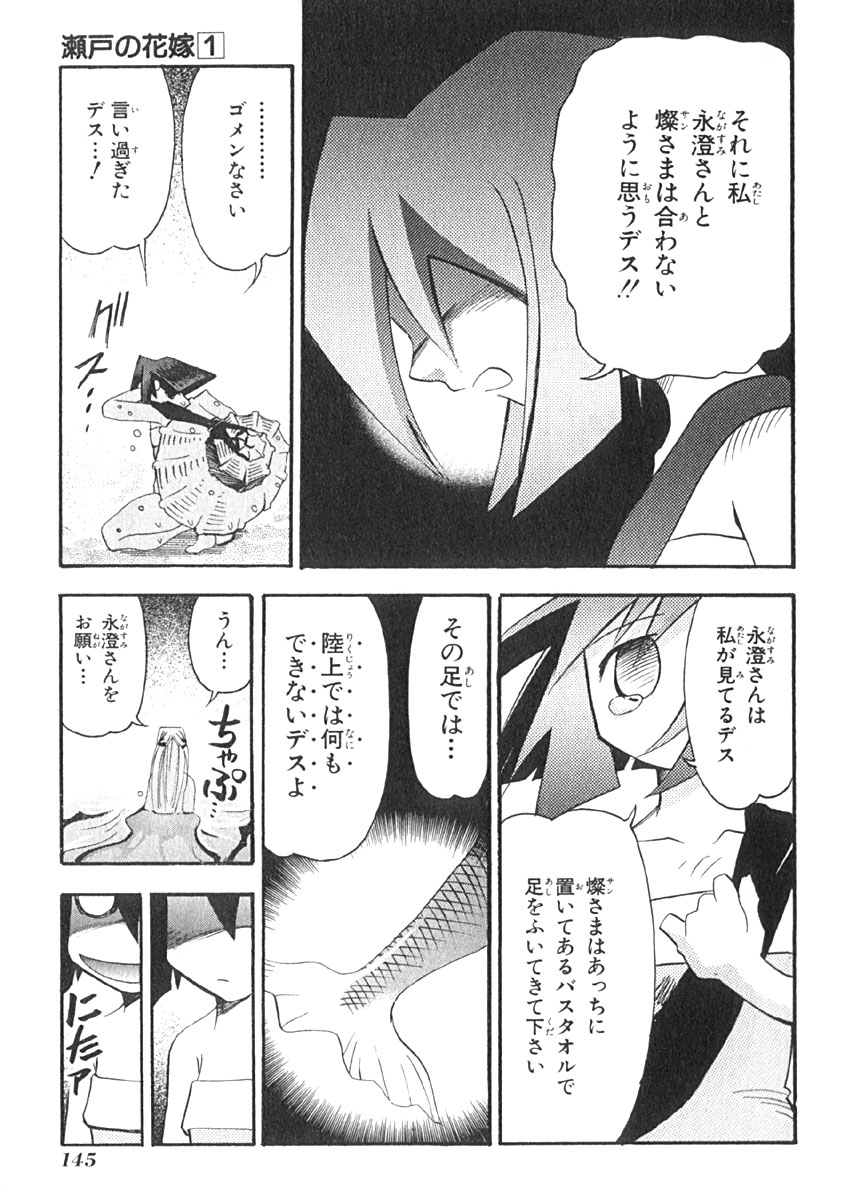 瀬戸の花嫁1
それに私
永澄さんと
燦さまは合わない
ように思うデス!!
…………
ゴメンなさい
言い過ぎた
デス…!
グス…
永澄さんは
私が見てるデス
燦さまはあっちに
置いてあるバスタオルで
足をふいてきて下さい
その足では…
陸上では何も
できないデスよ
うん…
永澄さんを
お願い…
ちゃぷ…
にたァ
145